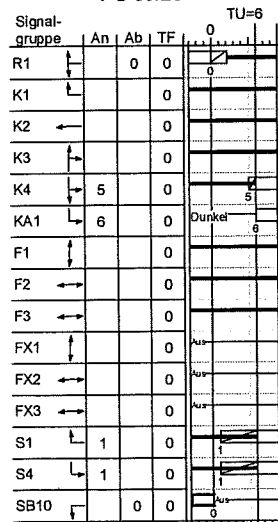 TU=6
Signal-
gruppe An Ab TF 0
R1 0 0 0
K1 0
K2 0
K3 0
K4 5 0 5
KA1 6 0 Dunkel 6
F1 0
F2 0
F3 0
FX1 0 Aus
FX2 0 Aus
FX3 0 Aus
S1 1 0 1
S4 1 0 1
SB10 0 0 Aus 0